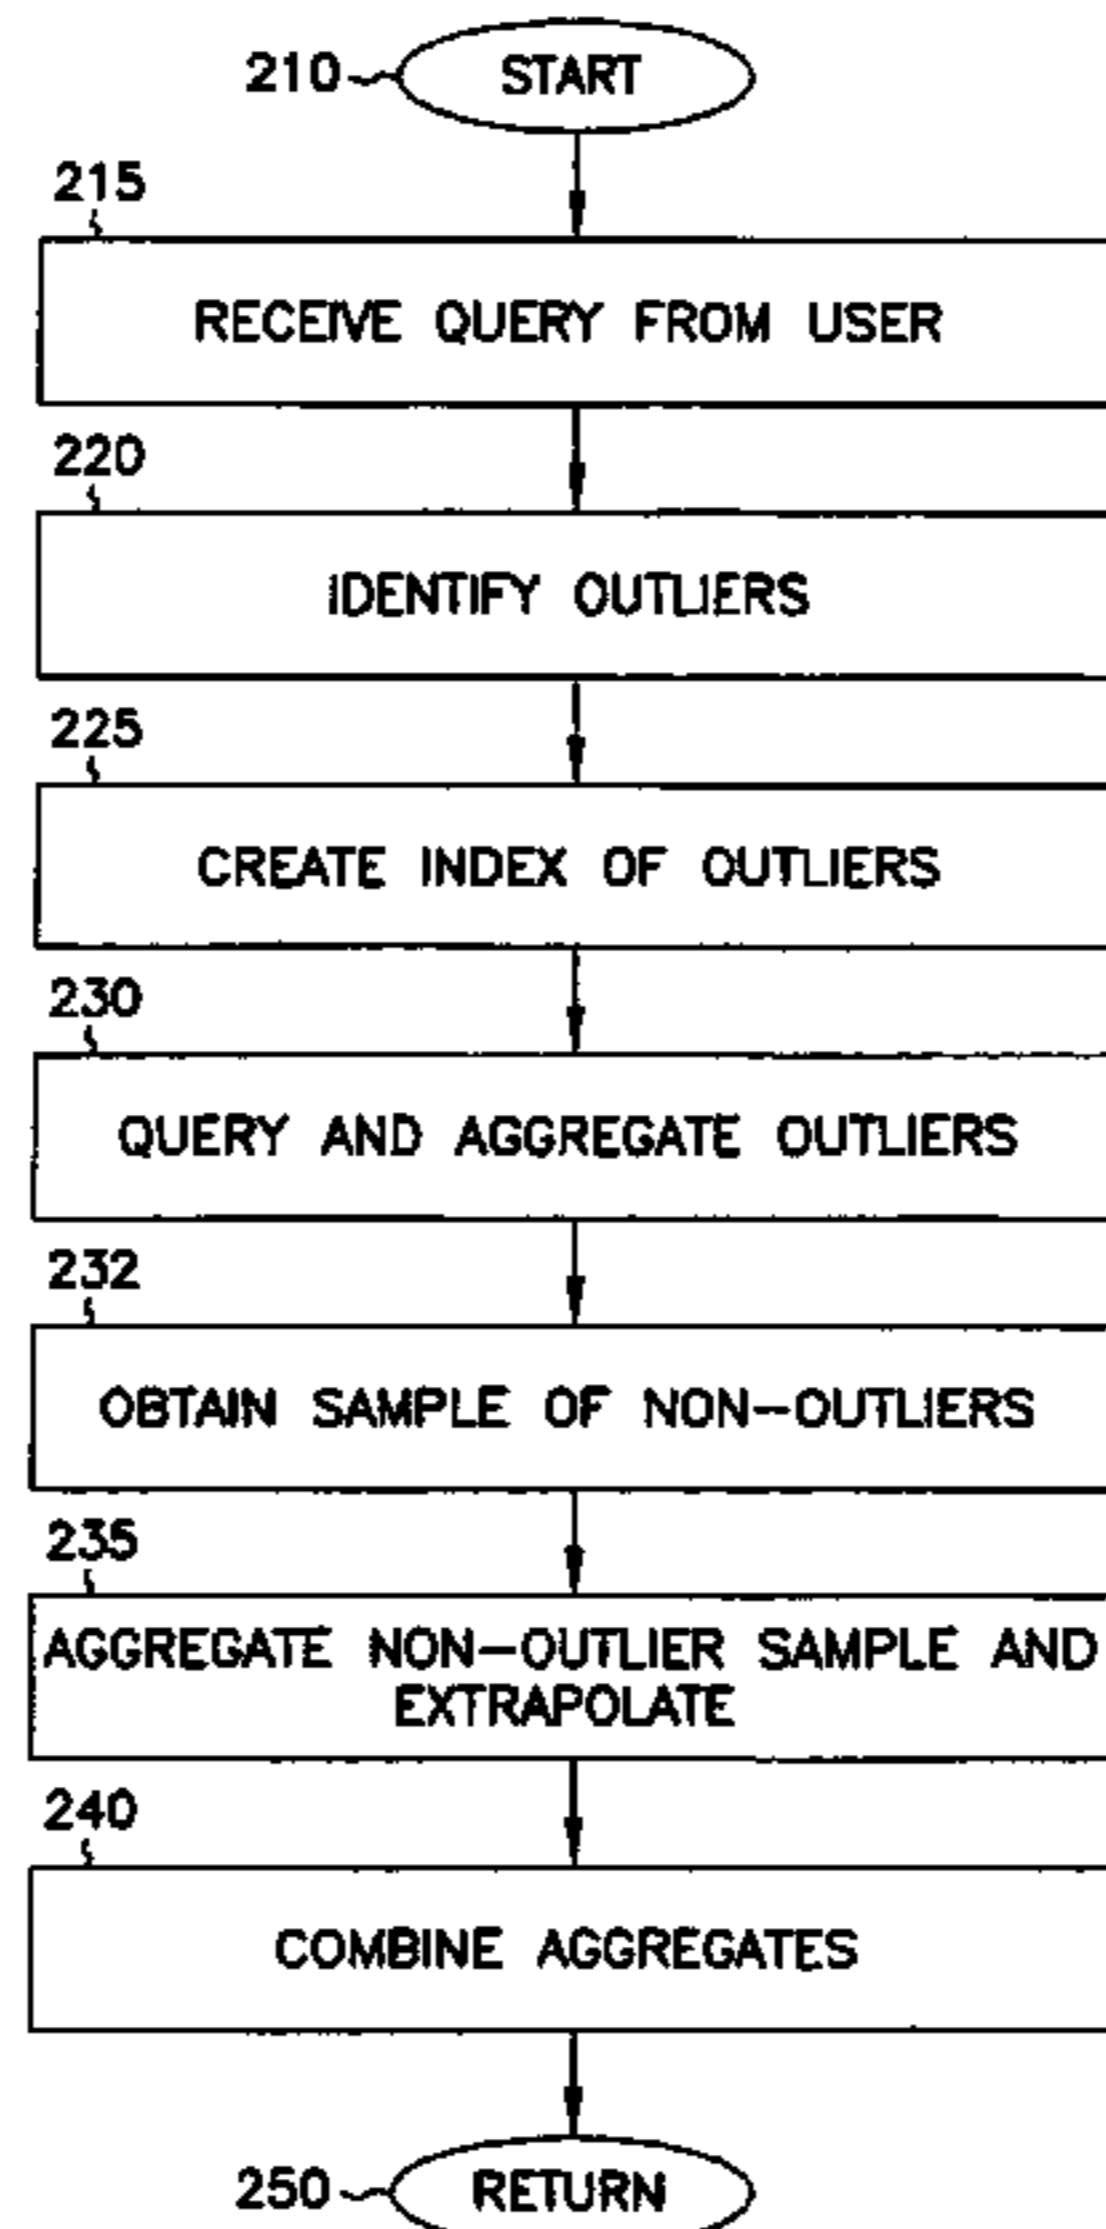 210 START
215
RECEIVE QUERY FROM USER
220
IDENTIFY OUTLIERS
225
CREATE INDEX OF OUTLIERS
230
QUERY AND AGGREGATE OUTLIERS
232
OBTAIN SAMPLE OF NON-OUTLIERS
235
AGGREGATE NON-OUTLIER SAMPLE AND
EXTRAPOLATE
240
COMBINE AGGREGATES
250 RETURN